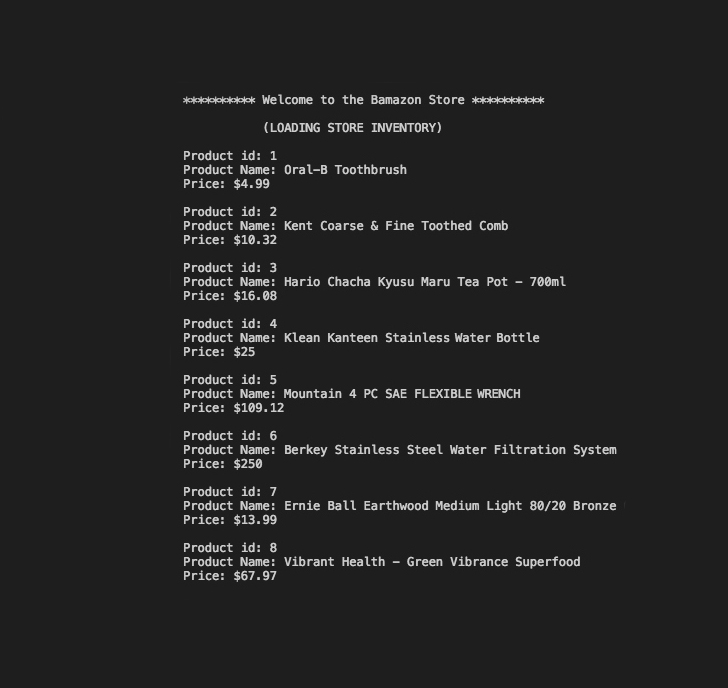 ********** Welcome to the Bamazon Store **********
(LOADING STORE INVENTORY)
Product id: 1
Product Name: Oral-B Toothbrush
Price: $4.99
Product id: 2
Product Name: Kent Coarse & Fine Toothed Comb
Price: $10.32
Product id: 3
Product Name: Hario Chacha Kyusu Maru Tea Pot - 700ml
Price: $16.08
Product id: 4
Product Name: Klean Kanteen Stainless Water Bottle
Price: $25
Product id: 5
Product Name: Mountain 4 PC SAE FLEXIBLE WRENCH
Price: $109.12
Product id: 6
Product Name: Berkey Stainless Steel Water Filtration System
Price: $250
Product id: 7
Product Name: Ernie Ball Earthwood Medium Light 80/20 Bronze
Price: $13.99
Product id: 8
Product Name: Vibrant Health - Green Vibrance Superfood
Price: $67.97